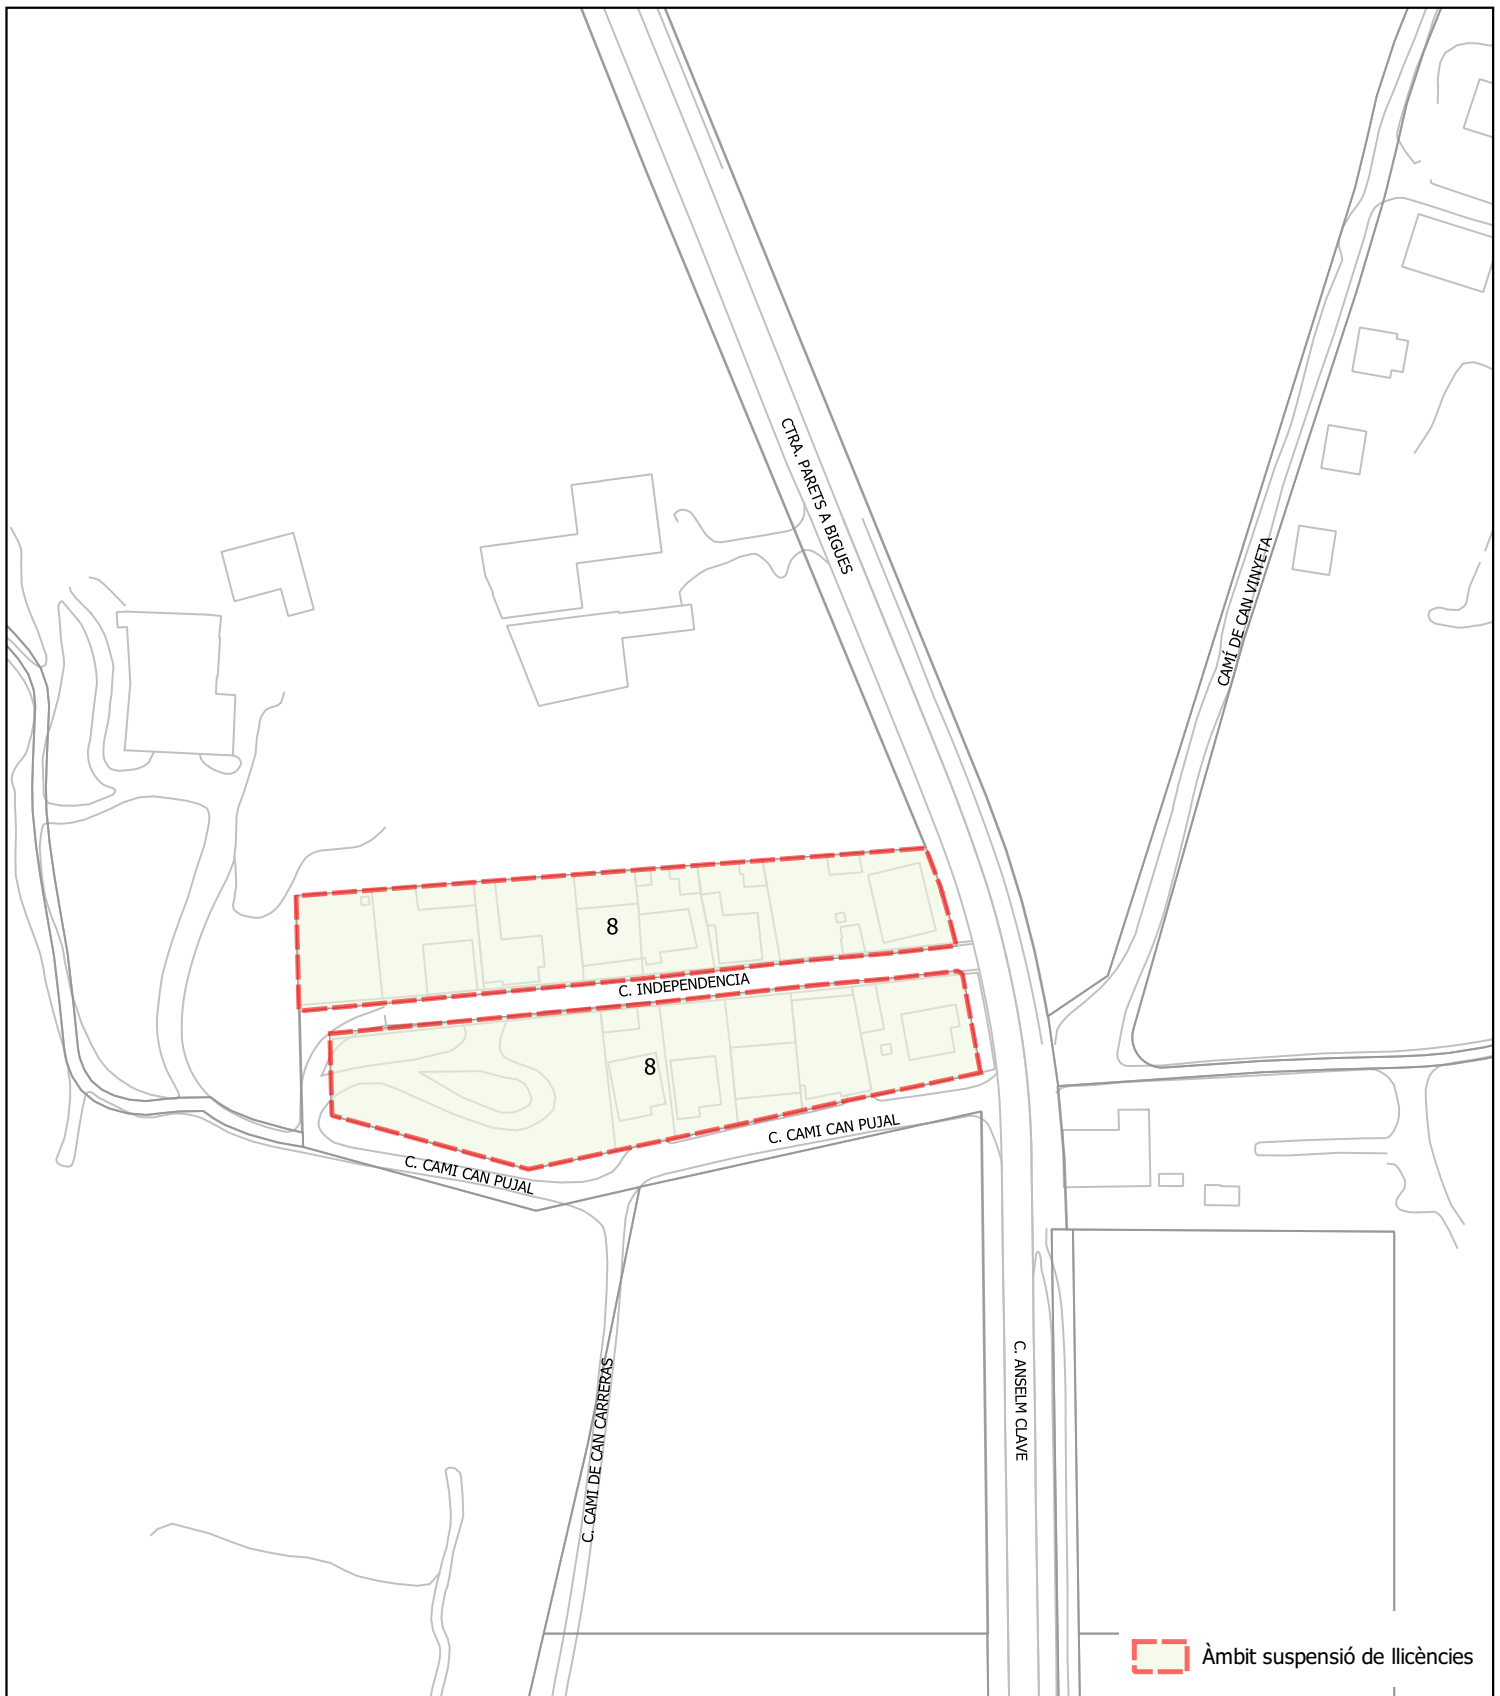 CTRA. PARETS A BIGUES
CAMÍ DE CAN VINYETA
8
C. INDEPENDENCIA
8
C. CAMI CAN PUJAL
C. CAMI CAN PUJAL
C. CAMI DE CAN CARRERAS
C. ANSELM CLAVE
Àmbit suspensió de llicències